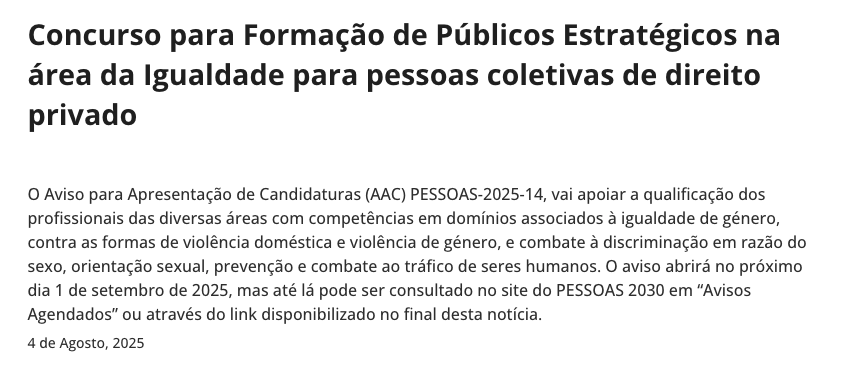 Concurso para Formação de Públicos Estratégicos na
área da Igualdade para pessoas coletivas de direito
privado
O Aviso para Apresentação de Candidaturas (AAC) PESSOAS-2025-14, vai apoiar a qualificação dos
profissionais das diversas áreas com competências em domínios associados à igualdade de género,
contra as formas de violência doméstica e violência de género, e combate à discriminação em razão do
sexo, orientação sexual, prevenção e combate ao tráfico de seres humanos. O aviso abrirá no próximo
dia 1 de setembro de 2025, mas até lá pode ser consultado no site do PESSOAS 2030 em “Avisos
Agendados” ou através do link disponibilizado no final desta notícia.
4 de Agosto, 2025